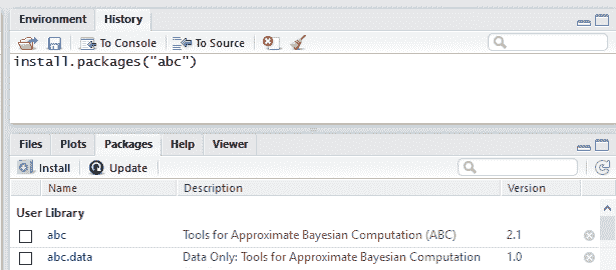 Environment History
To Console To Source
install.packages("abc")
Files Plots Packages Help Viewer
Install Update
Name Description Version
User Library
abc Tools for Approximate Bayesian Computation (ABC) 2.1
abc.data Data Only: Tools for Approximate Bayesian Computation 1.0